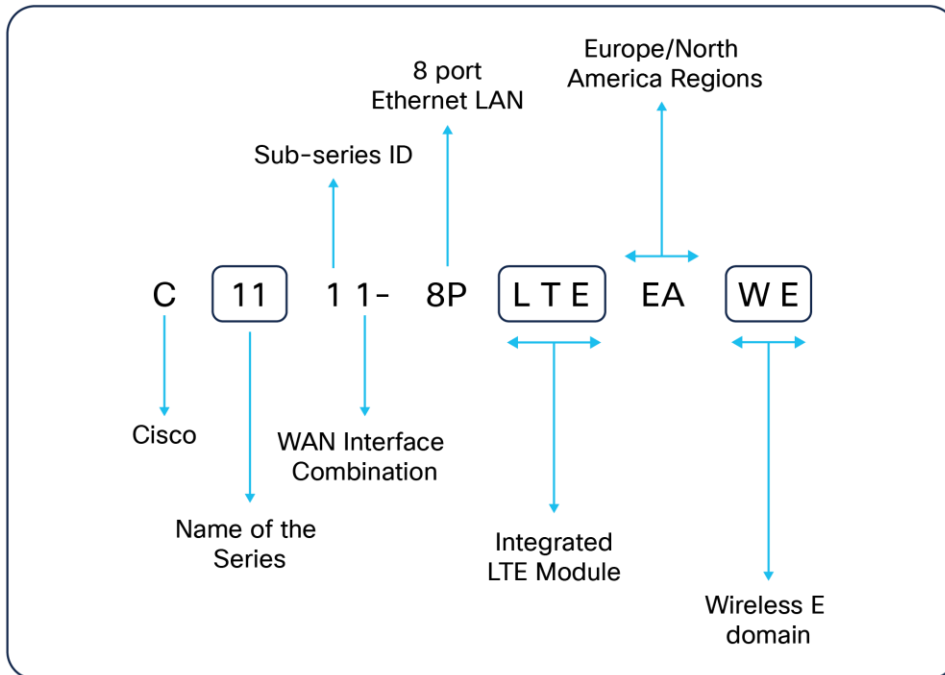 Europe/North
America Regions
8 port
Ethernet LAN
Sub-series ID
C 11 1 1- 8P L T E EA W E
Cisco
WAN Interface
Combination
Name of the
Series
Integrated
LTE Module
Wireless E
domain